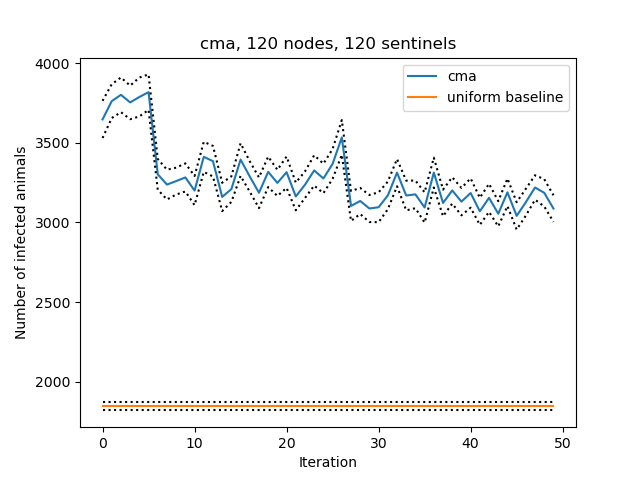 cma, 120 nodes, 120 sentinels
4000
3500
3000
2500
2000
Number of infected animals
cma
uniform baseline
0
10
20
30
40
50
Iteration